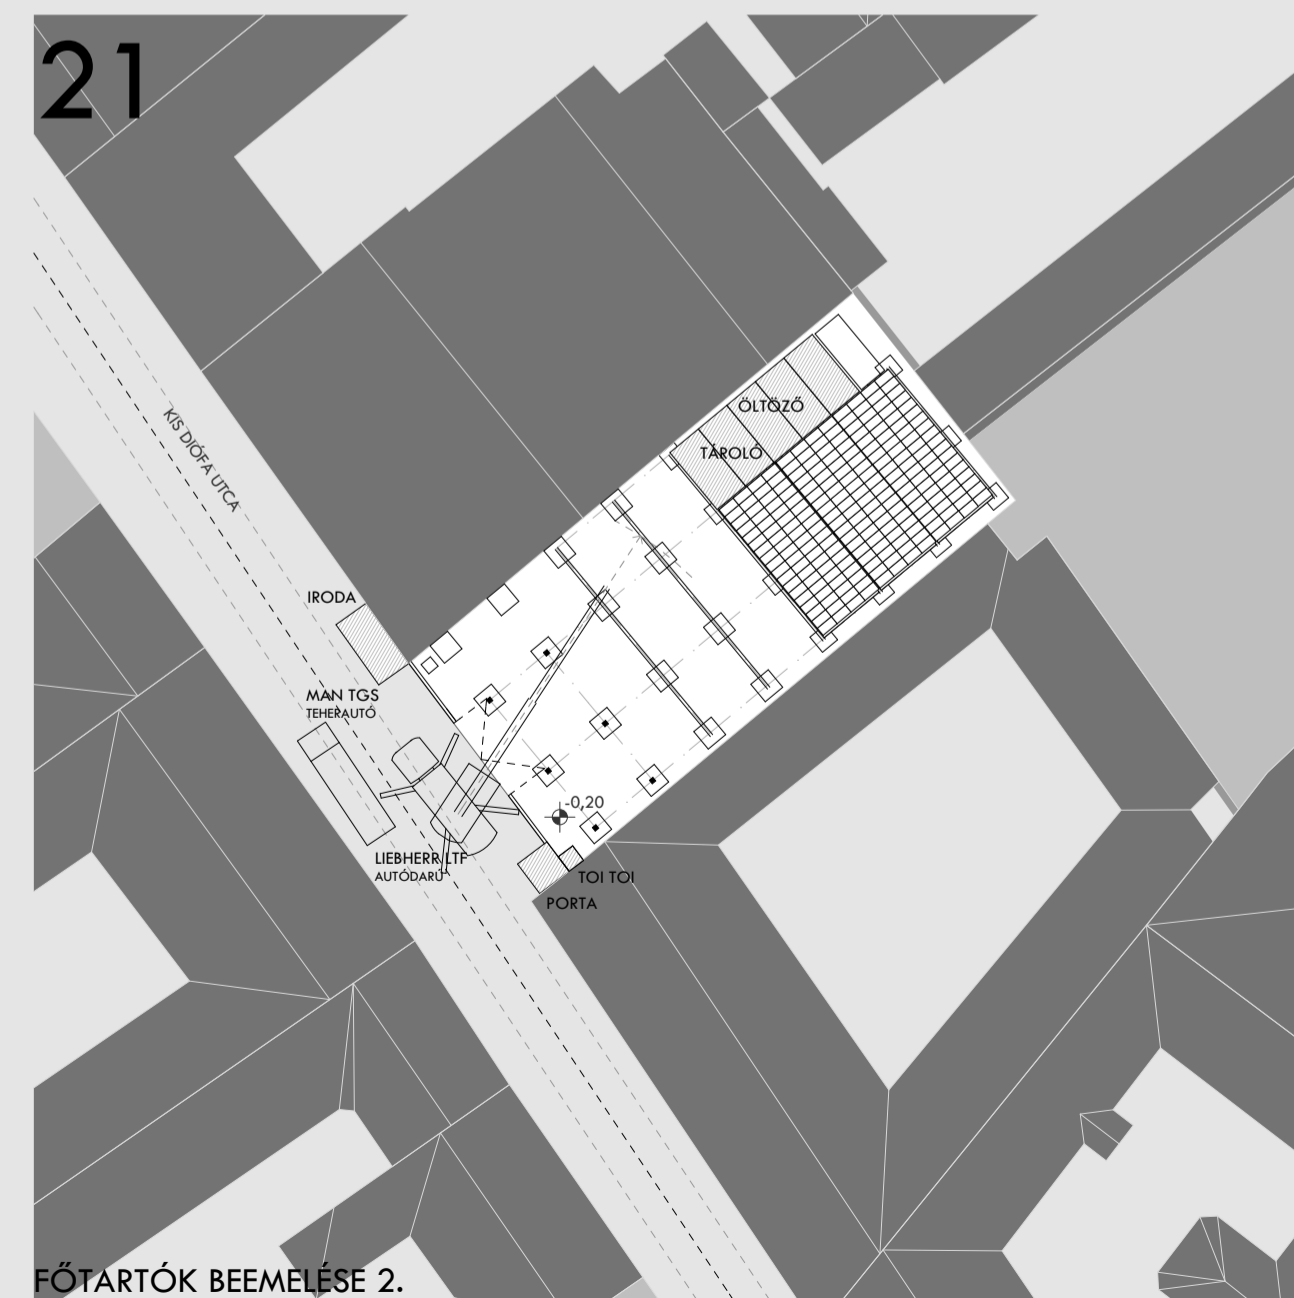 21
ÖLTÖZŐ
TÁROLÓ
KIS DIÓFA UTCA
IRODA
MAN TGS
TEHERAUTÓ
-0,20
LIEBHERR LTF
AUTÓDARÚ
TOI TOI
PORTA
FŐTARTÓK BEEMELÉSE 2.